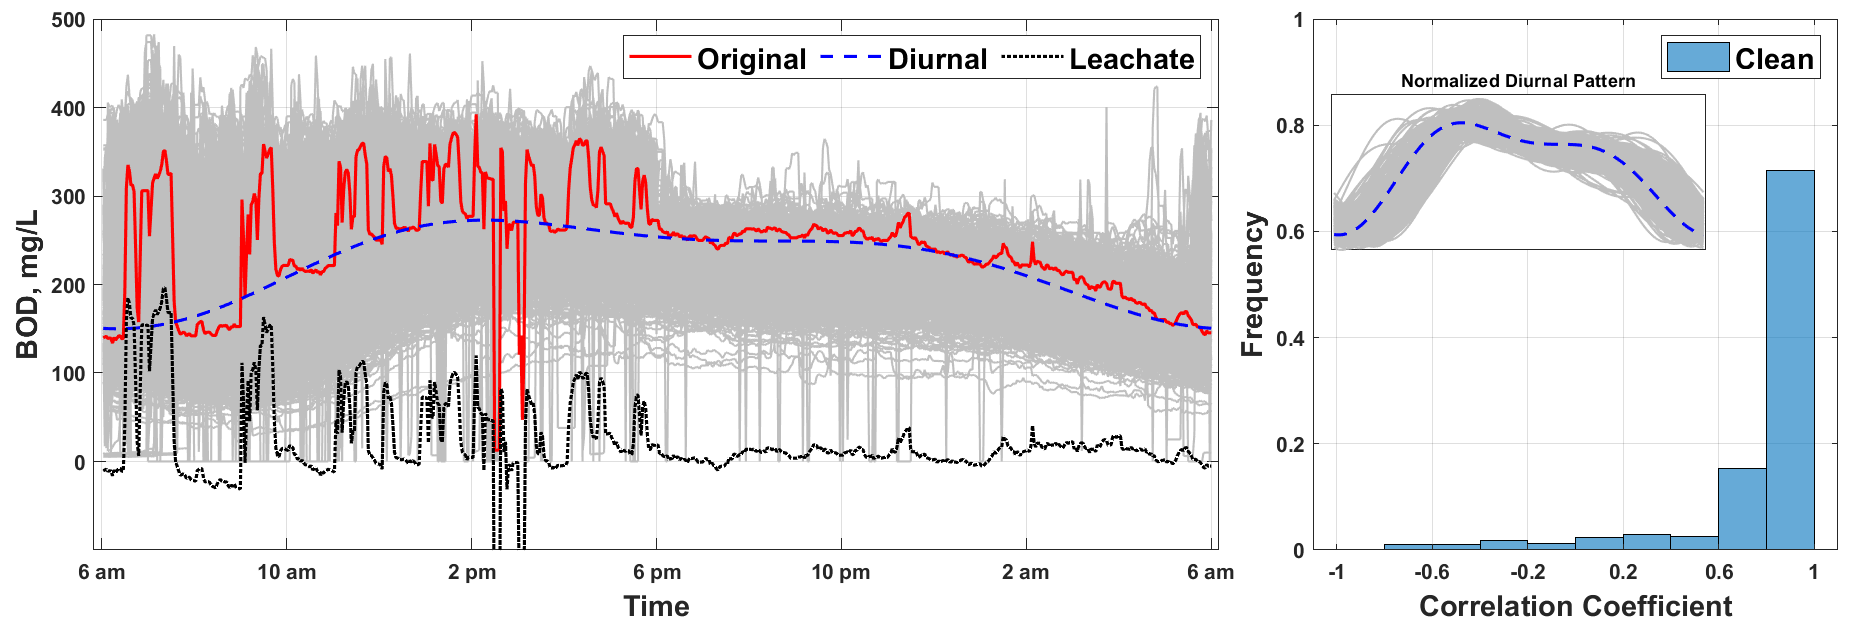 500
400
300
200
100
0
BOD, mg/L
Original
Diurnal
Leachate
6 am
10 am
2 pm
6 pm
10 pm
2 am
6 am
Time
1
0.8
0.6
0.4
0.2
0
Frequency
Clean
Normalized Diurnal Pattern
-1
-0.6
-0.2
0.2
0.6
1
Correlation Coefficient